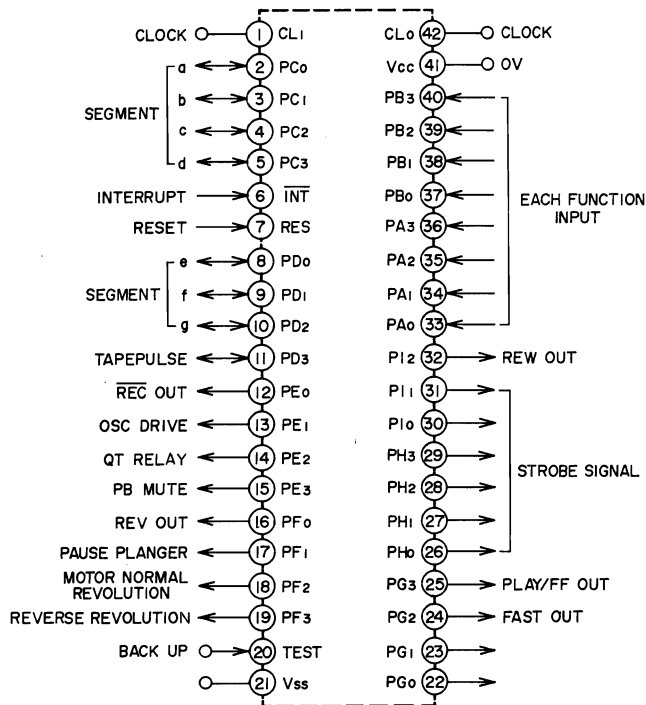 CLOCK 1 CL1 CL0 42 CLOCK
a 2 PC0 Vcc 41 0V
b 3 PC1 PB3 40
SEGMENT
c 4 PC2 PB2 39
d 5 PC3 PB1 38
INTERRUPT 6 INT PB0 37
EACH FUNCTION
INPUT
RESET 7 RES PA3 36
e 8 PD0 PA2 35
SEGMENT f 9 PD1 PA1 34
g 10 PD2 PA0 33
TAPEPULSE 11 PD3 PI2 32 REW OUT
REC OUT 12 PE0 PI1 31
OSC DRIVE 13 PE1 PI0 30
QT RELAY 14 PE2 PH3 29
STROBE SIGNAL
PB MUTE 15 PE3 PH2 28
REV OUT 16 PF0 PH1 27
PAUSE PLANGER 17 PF1 PH0 26
MOTOR NORMAL
REVOLUTION 18 PF2 PG3 25 PLAY/FF OUT
REVERSE REVOLUTION 19 PF3 PG2 24 FAST OUT
BACK UP 20 TEST PG1 23
21 Vss PG0 22